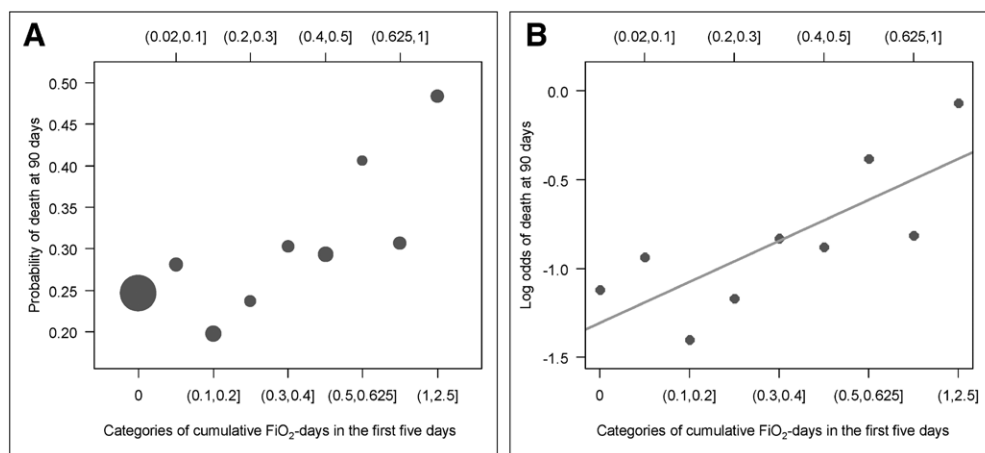 A
(0.02,0.1] (0.2,0.3] (0.4,0.5] (0.625,1]
Probability of death at 90 days
0.50
0.45
0.40
0.35
0.30
0.25
0.20
0 (0.1,0.2] (0.3,0.4] (0.5,0.625] (1,2.5]
Categories of cumulative FiO₂-days in the first five days
B
(0.02,0.1] (0.2,0.3] (0.4,0.5] (0.625,1]
Log odds of death at 90 days
0.0
-0.5
-1.0
-1.5
0 (0.1,0.2] (0.3,0.4] (0.5,0.625] (1,2.5]
Categories of cumulative FiO₂-days in the first five days